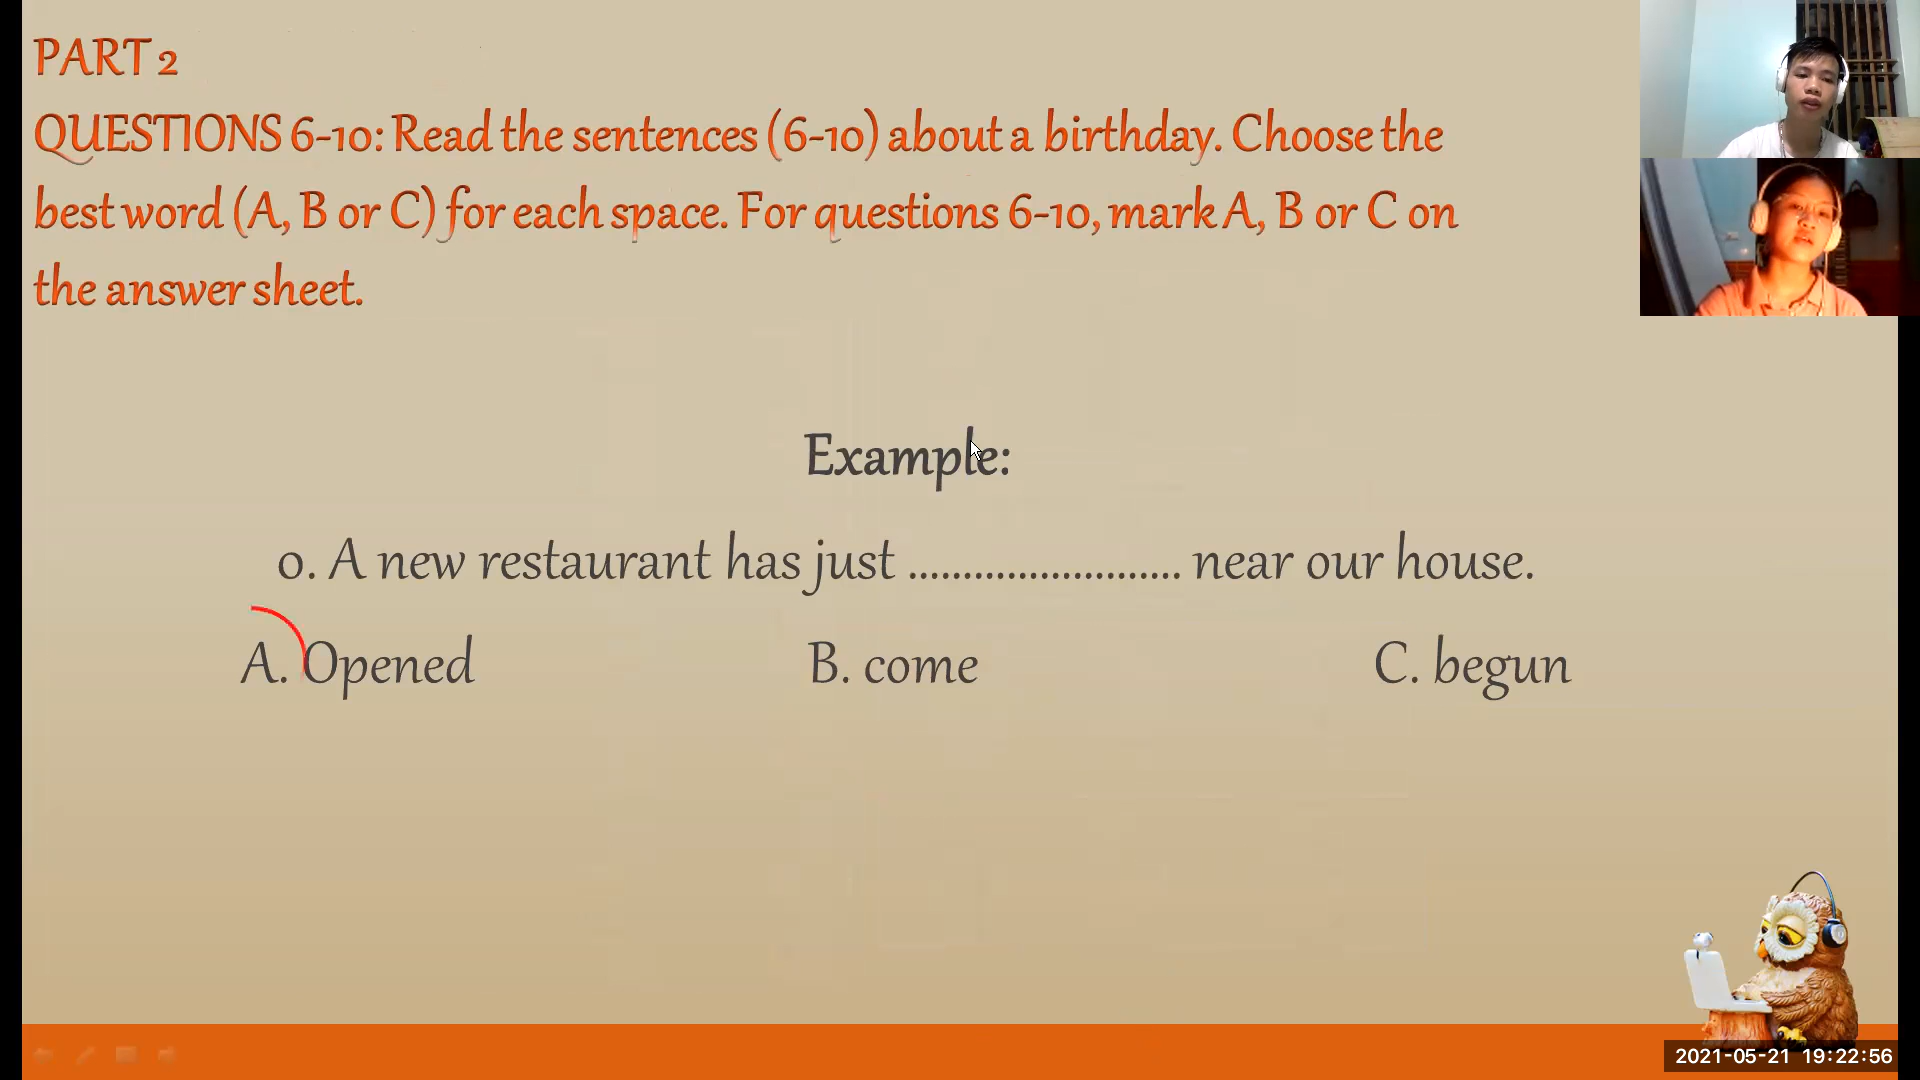 PART 2
QUESTIONS 6-10: Read the sentences (6-10) about a birthday. Choose the
best word (A, B or C) for each space. For questions 6-10, mark A, B or C on
the answer sheet.
Example:
0. A new restaurant has just ......................... near our house.
A. Opened B. come C. begun
2021-05-21 19:22:56